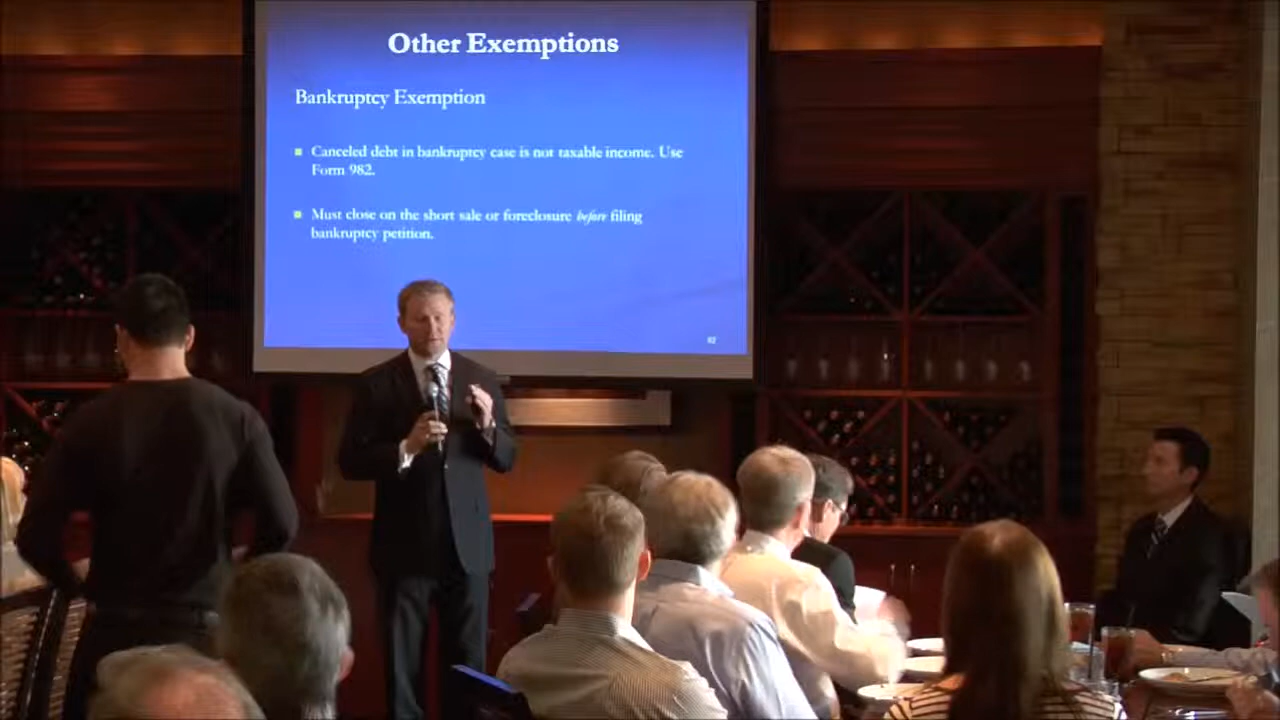 Other Exemptions
Bankruptcy Exemption
Canceled debt in bankruptcy case is not taxable income. Use
Form 982.
Must close on the short sale or foreclosure before filing
bankruptcy petition.